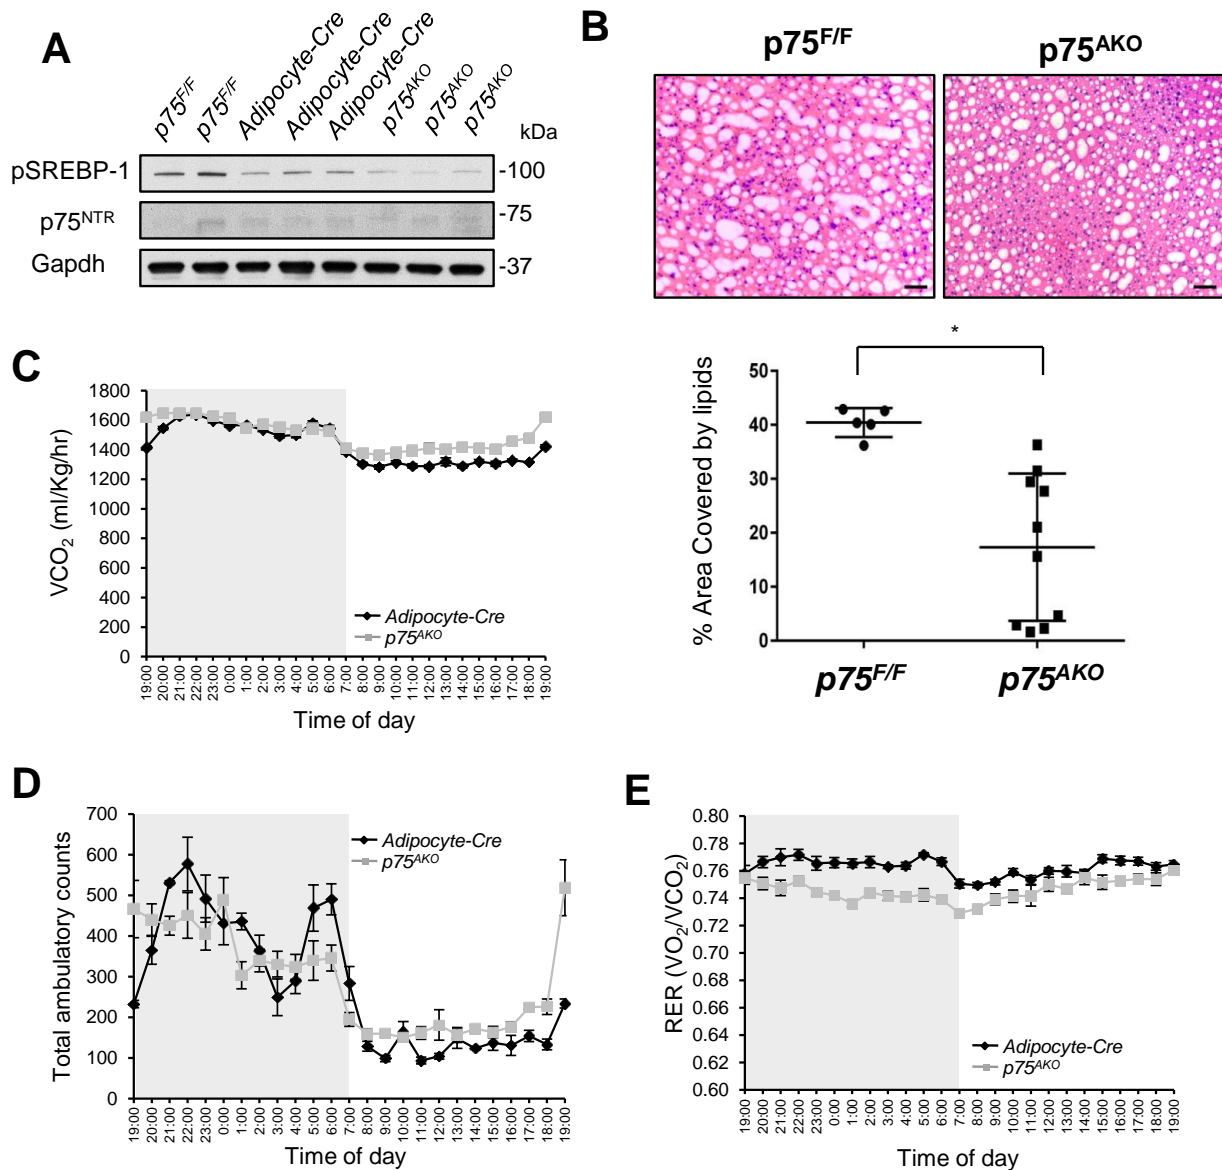 A
p75F/F
p75F/F
Adipocyte-Cre
Adipocyte-Cre
Adipocyte-Cre
p75AKO
p75AKO
p75AKO
kDa
pSREBP-1
-100
p75NTR
-75
Gapdh
-37
B
p75F/F
p75AKO
*
% Area Covered by lipids
50
40
30
20
10
0
p75F/F
p75AKO
C
VCO2 (ml/Kg/hr)
1800
1600
1400
1200
1000
800
600
400
200
0
Adipocyte-Cre
p75AKO
19:00 20:00 21:00 22:00 23:00 0:00 1:00 2:00 3:00 4:00 5:00 6:00 7:00 8:00 9:00 10:00 11:00 12:00 13:00 14:00 15:00 16:00 17:00 18:00 19:00
Time of day
D
Total ambulatory counts
700
600
500
400
300
200
100
0
Adipocyte-Cre
p75AKO
19:00 20:00 21:00 22:00 23:00 0:00 1:00 2:00 3:00 4:00 5:00 6:00 7:00 8:00 9:00 10:00 11:00 12:00 13:00 14:00 15:00 16:00 17:00 18:00 19:00
Time of day
E
RER (VO2/VCO2)
0.80
0.78
0.76
0.74
0.72
0.70
0.68
0.66
0.64
0.62
0.60
Adipocyte-Cre
p75AKO
19:00 20:00 21:00 22:00 23:00 0:00 1:00 2:00 3:00 4:00 5:00 6:00 7:00 8:00 9:00 10:00 11:00 12:00 13:00 14:00 15:00 16:00 17:00 18:00 19:00
Time of day